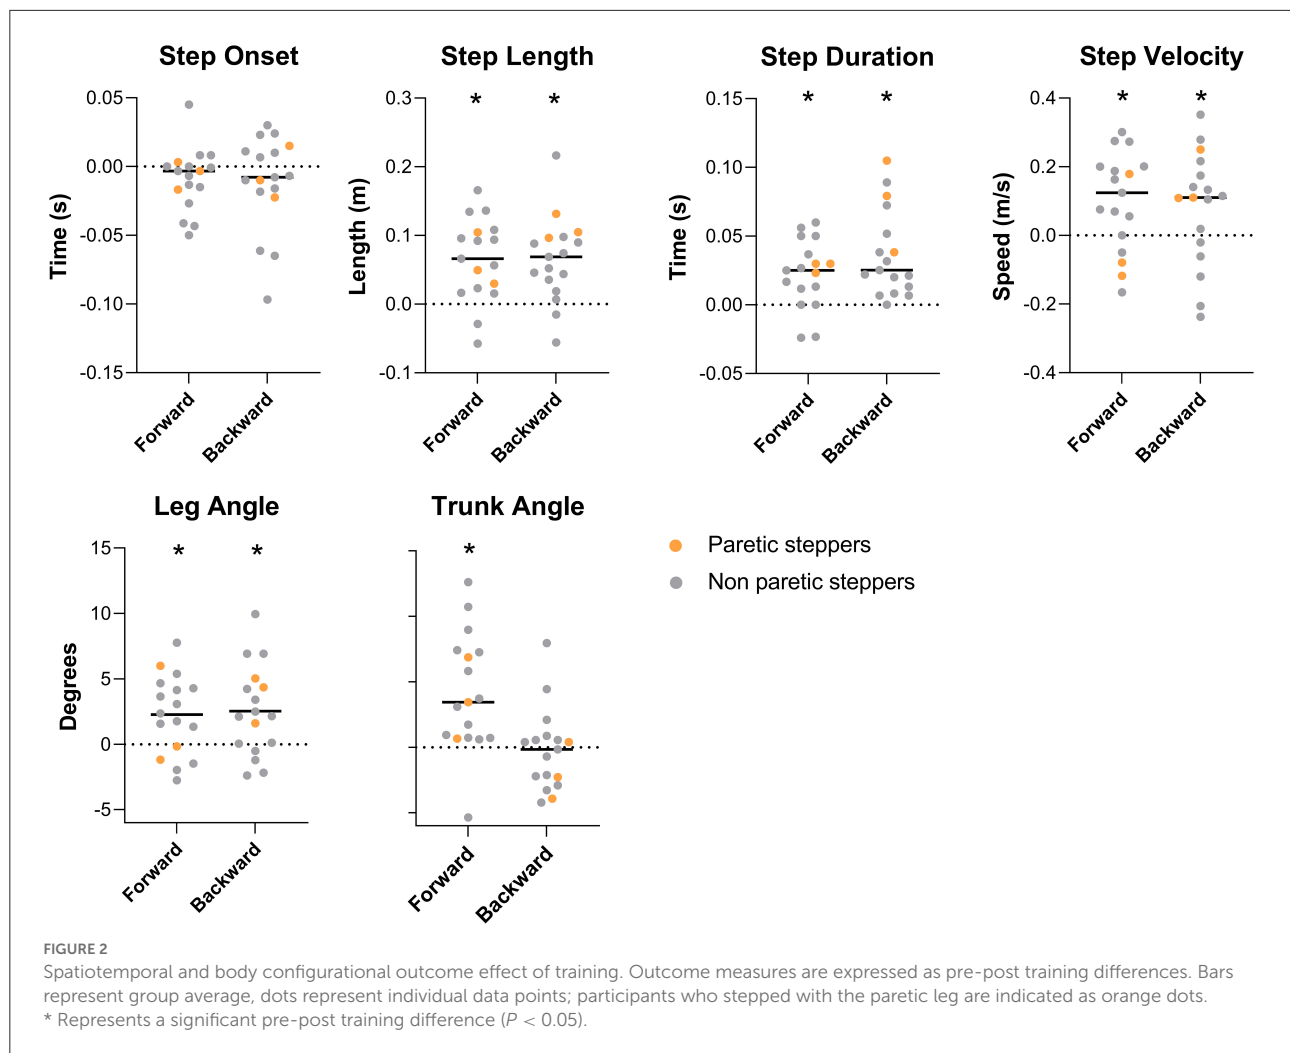 Step Onset
Step Length
Step Duration
Step Velocity
0.05
0.00
-0.05
-0.10
-0.15
Time (s)
Forward
Backward
*
*
0.3
0.2
0.1
0.0
-0.1
Length (m)
Forward
Backward
*
*
0.15
0.10
0.05
0.00
-0.05
Time (s)
Forward
Backward
*
*
0.4
0.2
0.0
-0.2
-0.4
Speed (m/s)
Forward
Backward
Leg Angle
Trunk Angle
*
*
15
10
5
0
-5
Degrees
Forward
Backward
*
Forward
Backward
Paretic steppers
Non paretic steppers
FIGURE 2
Spatiotemporal and body configurational outcome effect of training. Outcome measures are expressed as pre-post training differences. Bars
represent group average, dots represent individual data points; participants who stepped with the paretic leg are indicated as orange dots.
* Represents a significant pre-post training difference (P < 0.05).